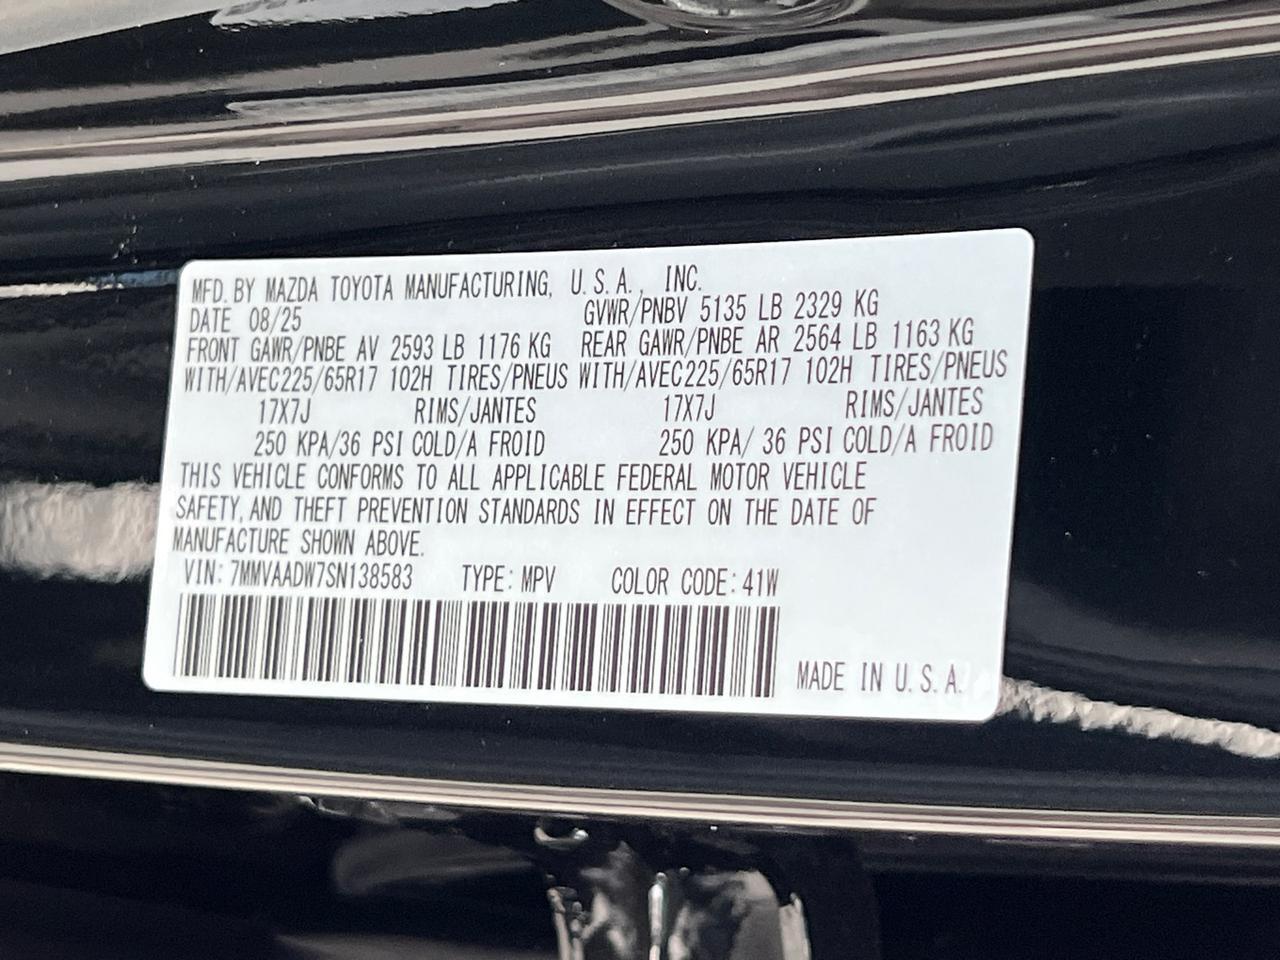 MFD. BY MAZDA TOYOTA MANUFACTURING, U.S.A., INC.
DATE 08/25 GVWR/PNBV 5135 LB 2329 KG
FRONT GAWR/PNBE AV 2593 LB 1176 KG REAR GAWR/PNBE AR 2564 LB 1163 KG
WITH/AVEC225/65R17 102H TIRES/PNEUS WITH/AVEC225/65R17 102H TIRES/PNEUS
17X7J RIMS/JANTES 17X7J RIMS/JANTES
250 KPA/36 PSI COLD/A FROID 250 KPA/ 36 PSI COLD/A FROID
THIS VEHICLE CONFORMS TO ALL APPLICABLE FEDERAL MOTOR VEHICLE
SAFETY, AND THEFT PREVENTION STANDARDS IN EFFECT ON THE DATE OF
MANUFACTURE SHOWN ABOVE.
VIN: 7MMVAADW7SN138583 TYPE: MPV COLOR CODE: 41W
MADE IN U.S.A.